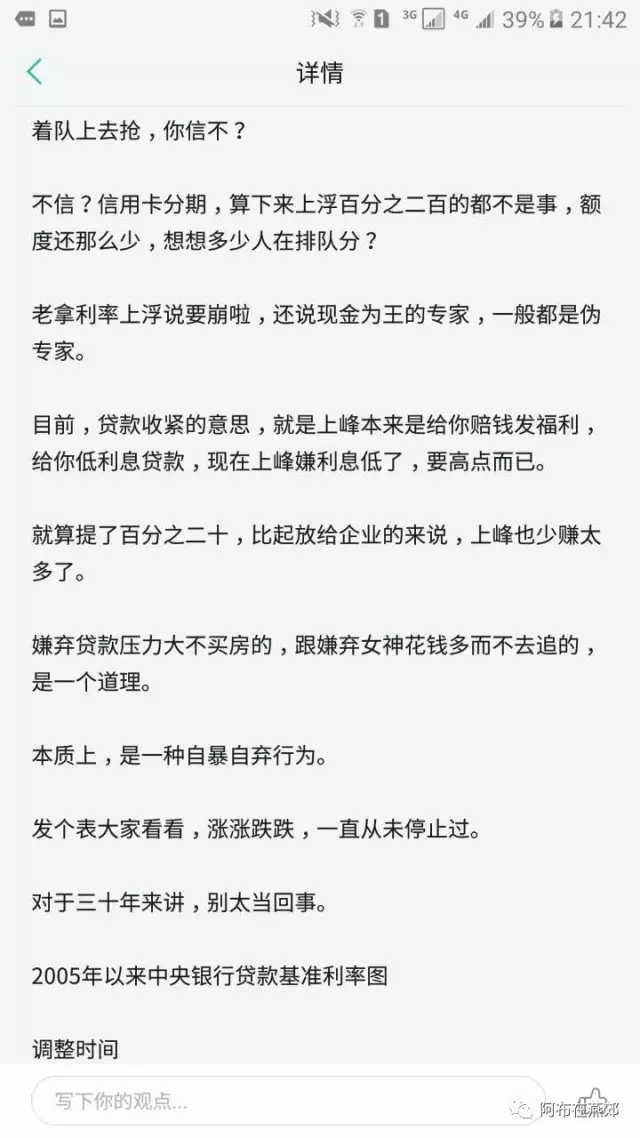 1 3G 4G 39% 21:42
详情
着队上去抢，你信不？
不信？信用卡分期，算下来上浮百分之二百的都不是事，额
度还那么少，想想多少人在排队分？
老拿利率上浮说要崩啦，还说现金为王的专家，一般都是伪
专家。
目前，贷款收紧的意思，就是上峰本来是给你赔钱发福利，
给你低利息贷款，现在上峰嫌利息低了，要高点而已。
就算提了百分之二十，比起放给企业的来说，上峰也少赚太
多了。
嫌弃贷款压力大不买房的，跟嫌弃女神花钱多而不去追的，
是一个道理。
本质上，是一种自暴自弃行为。
发个表大家看看，涨涨跌跌，一直从未停止过。
对于三十年来讲，别太当回事。
2005年以来中央银行贷款基准利率图
调整时间
写下你的观点...
阿布在燕郊